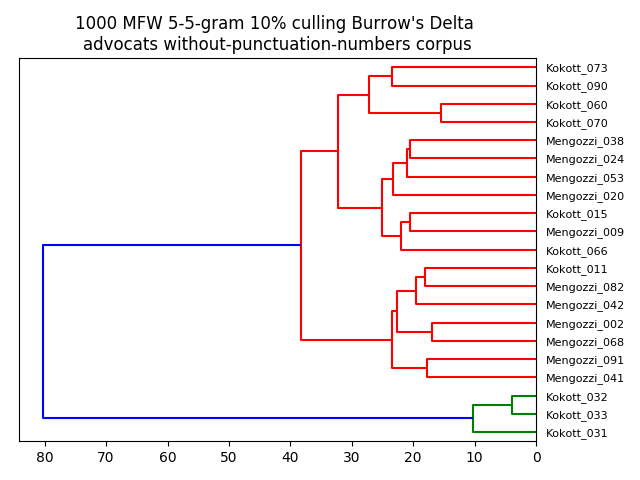 1000 MFW 5-5-gram 10% culling Burrow's Delta
advocats without-punctuation-numbers corpus
Kokott_073
Kokott_090
Kokott_060
Kokott_070
Mengozzi_038
Mengozzi_024
Mengozzi_053
Mengozzi_020
Kokott_015
Mengozzi_009
Kokott_066
Kokott_011
Mengozzi_082
Mengozzi_042
Mengozzi_002
Mengozzi_068
Mengozzi_091
Mengozzi_041
Kokott_032
Kokott_033
Kokott_031
80 70 60 50 40 30 20 10 0